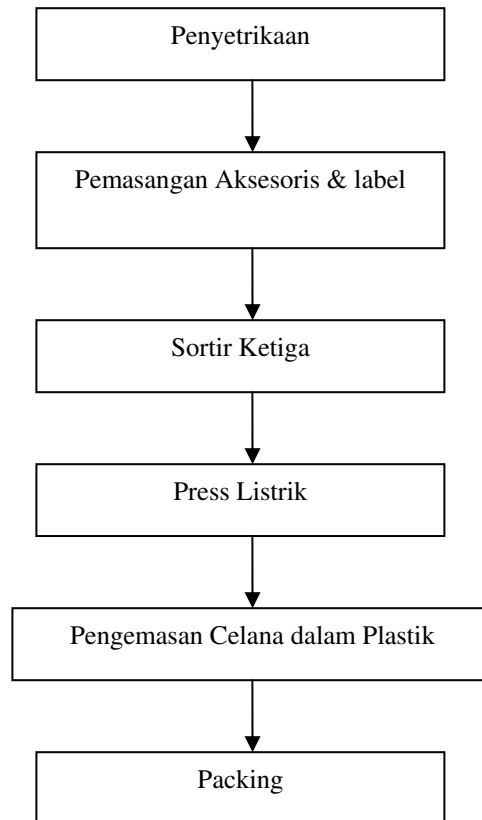 Penyetrikaan
Pemasangan Aksesoris & label
Sortir Ketiga
Press Listrik
Pengemasan Celana dalam Plastik
Packing